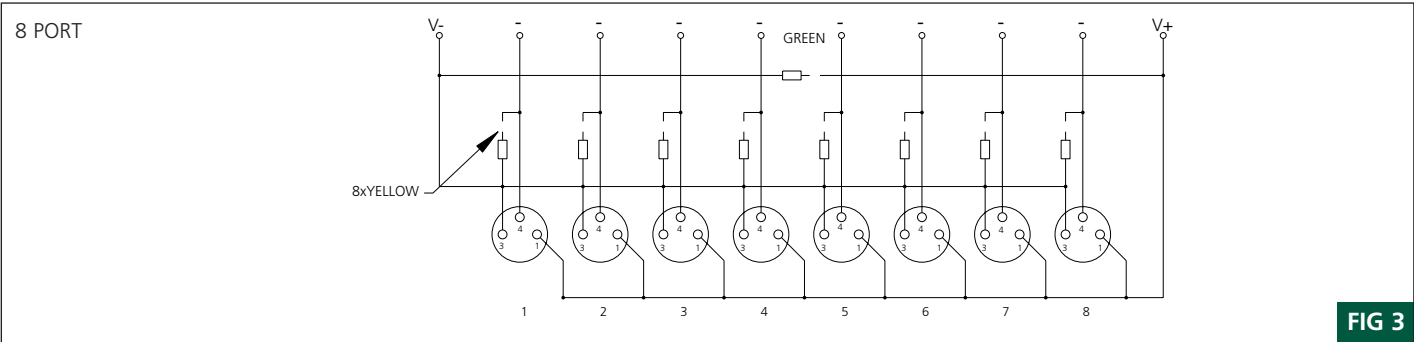 8 PORT
V- - - - - - - - - V+
GREEN
8xYELLOW
4 4 4 4 4 4 4 4
3 1 3 1 3 1 3 1 3 1 3 1 3 1 3 1
1 2 3 4 5 6 7 8
FIG 3